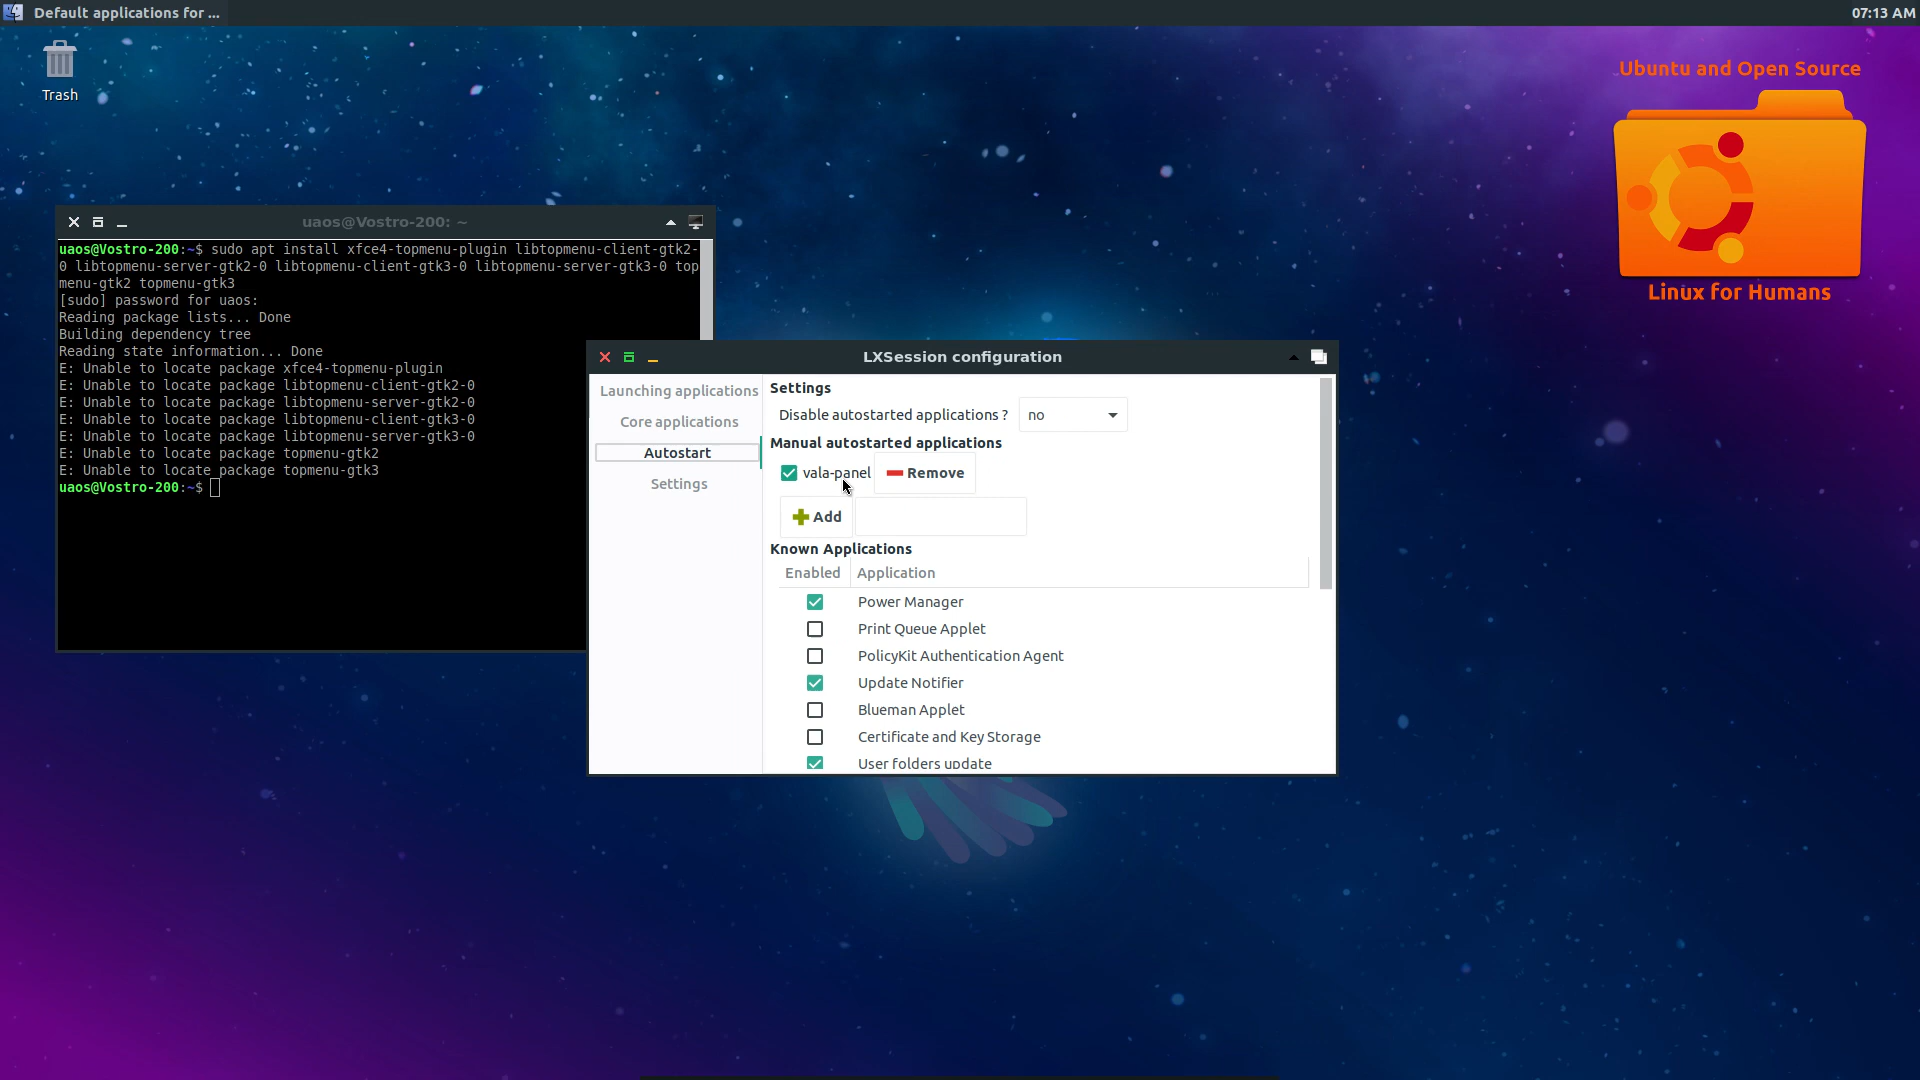 Default applications for ...
07:13 AM
Trash
Ubuntu and Open Source
Linux for Humans
uaos@Vostro-200: ~
uaos@Vostro-200:~$ sudo apt install xfce4-topmenu-plugin libtopmenu-client-gtk2-
0 libtopmenu-server-gtk2-0 libtopmenu-client-gtk3-0 libtopmenu-server-gtk3-0 top
menu-gtk2 topmenu-gtk3
[sudo] password for uaos:
Reading package lists... Done
Building dependency tree
Reading state information... Done
E: Unable to locate package xfce4-topmenu-plugin
E: Unable to locate package libtopmenu-client-gtk2-0
E: Unable to locate package libtopmenu-server-gtk2-0
E: Unable to locate package libtopmenu-client-gtk3-0
E: Unable to locate package libtopmenu-server-gtk3-0
E: Unable to locate package topmenu-gtk2
E: Unable to locate package topmenu-gtk3
uaos@Vostro-200:~$
LXSession configuration
Launching applications
Core applications
Autostart
Settings
Settings
Disable autostarted applications ? no
Manual autostarted applications
vala-panel Remove
Add
Known Applications
Enabled Application
Power Manager
Print Queue Applet
PolicyKit Authentication Agent
Update Notifier
Blueman Applet
Certificate and Key Storage
User folders update